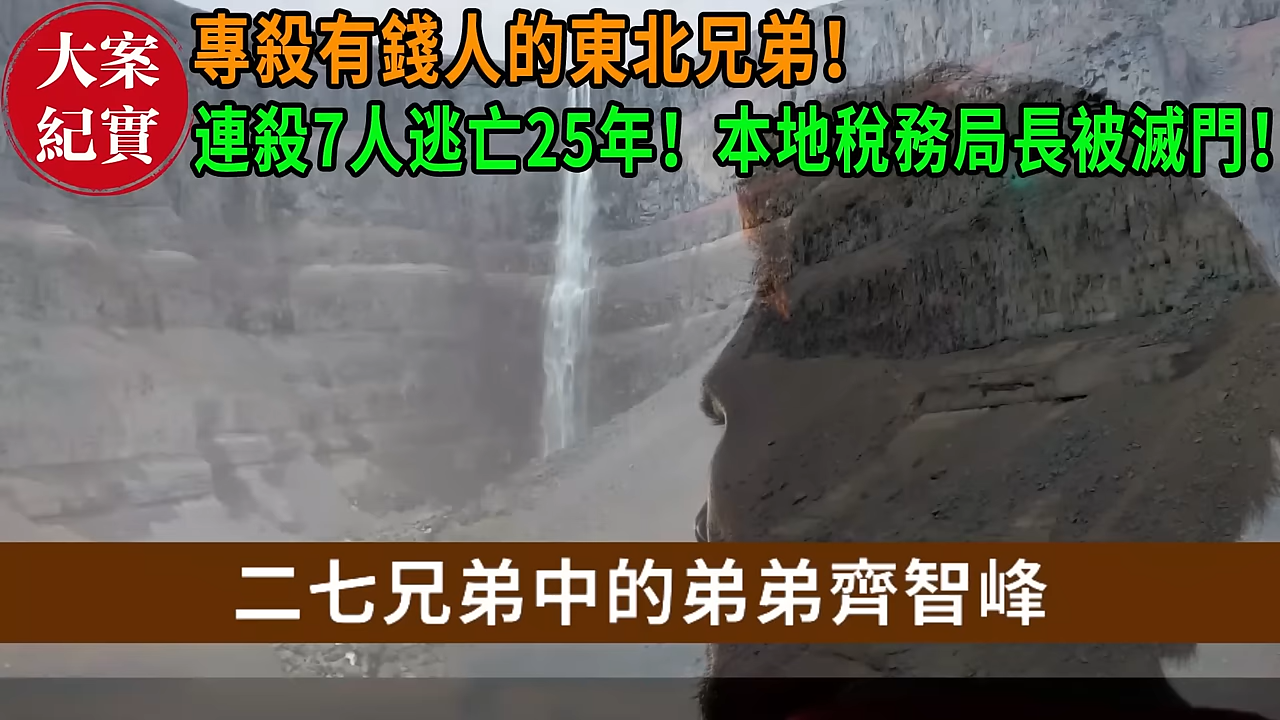 大案
紀實
專殺有錢人的東北兄弟！
連殺7人逃亡25年！本地稅務局長被滅門！
二七兄弟中的弟弟齊智峰